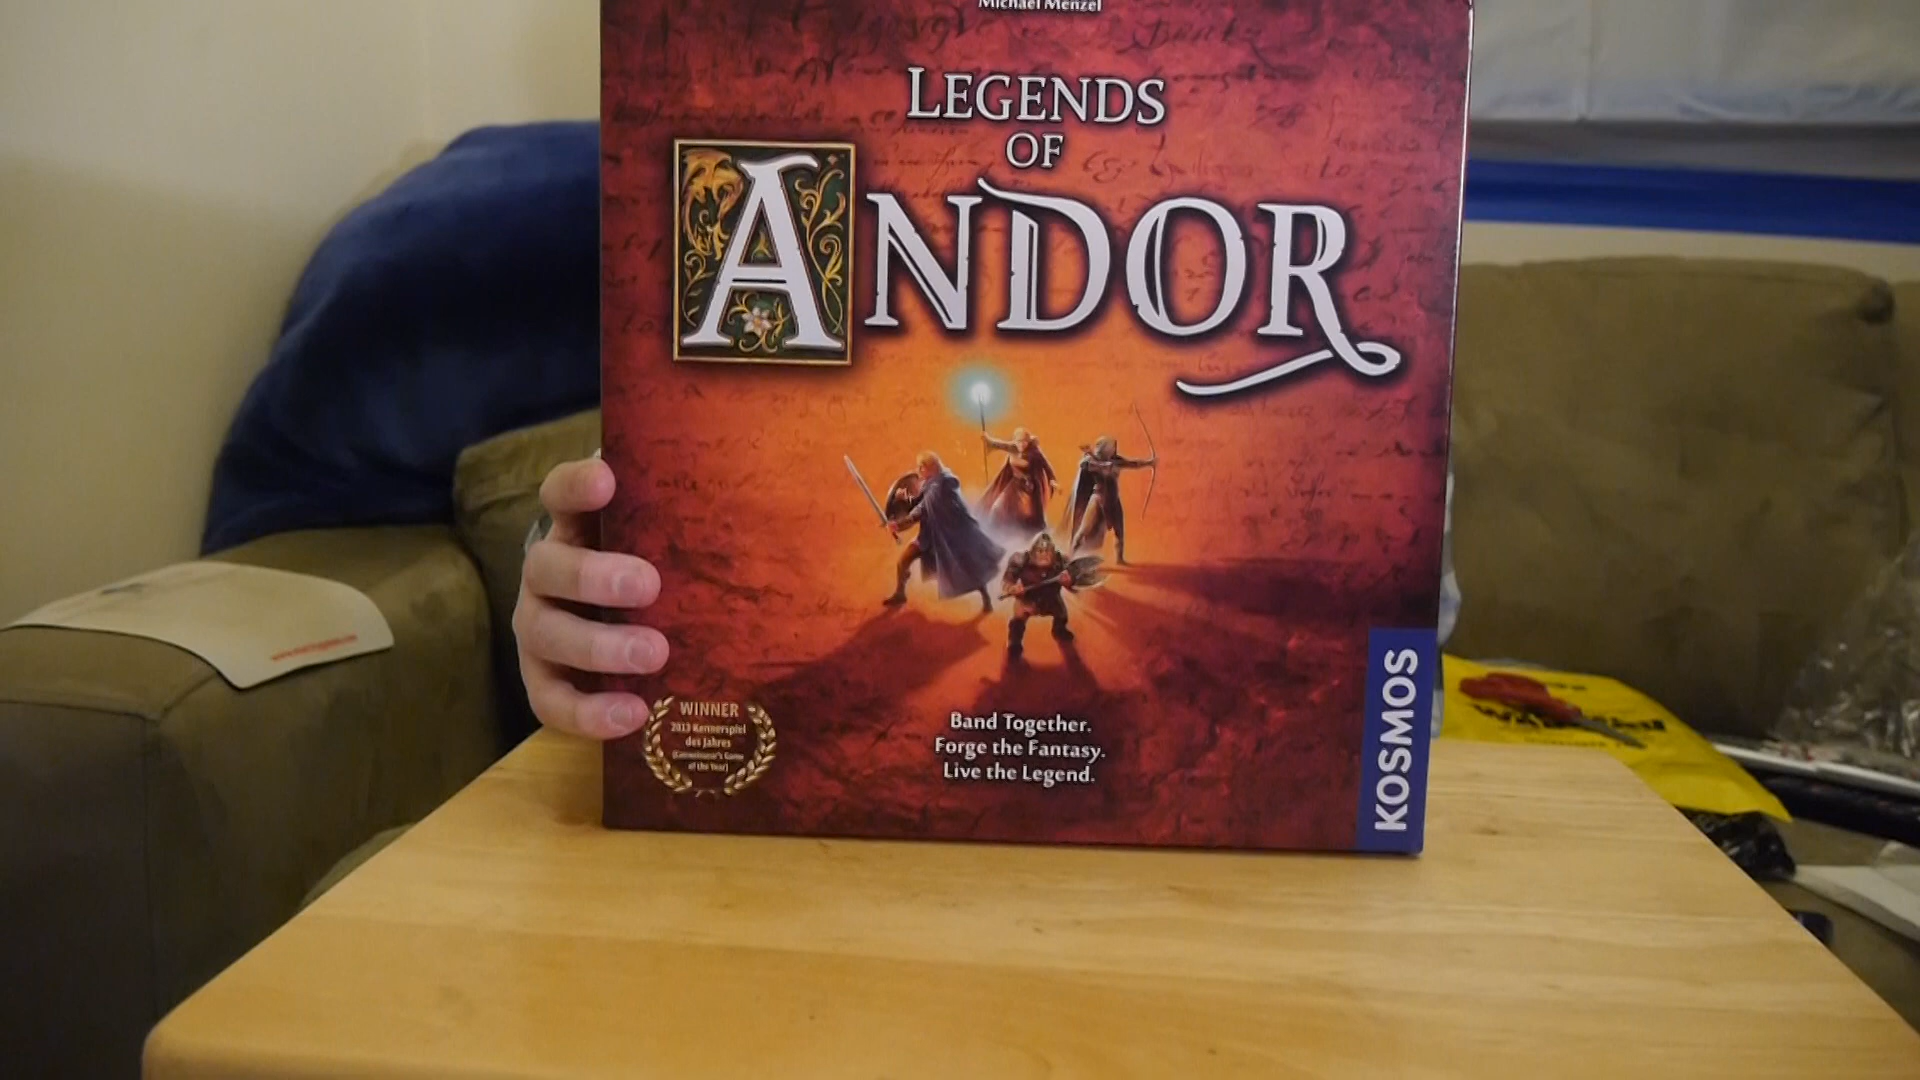 Michael Menzel
LEGENDS
OF
ANDOR
WINNER
2013 Kennerspiel
des Jahres
(Connoisseur's Game
of the Year)
Band Together.
Forge the Fantasy.
Live the Legend.
KOSMOS